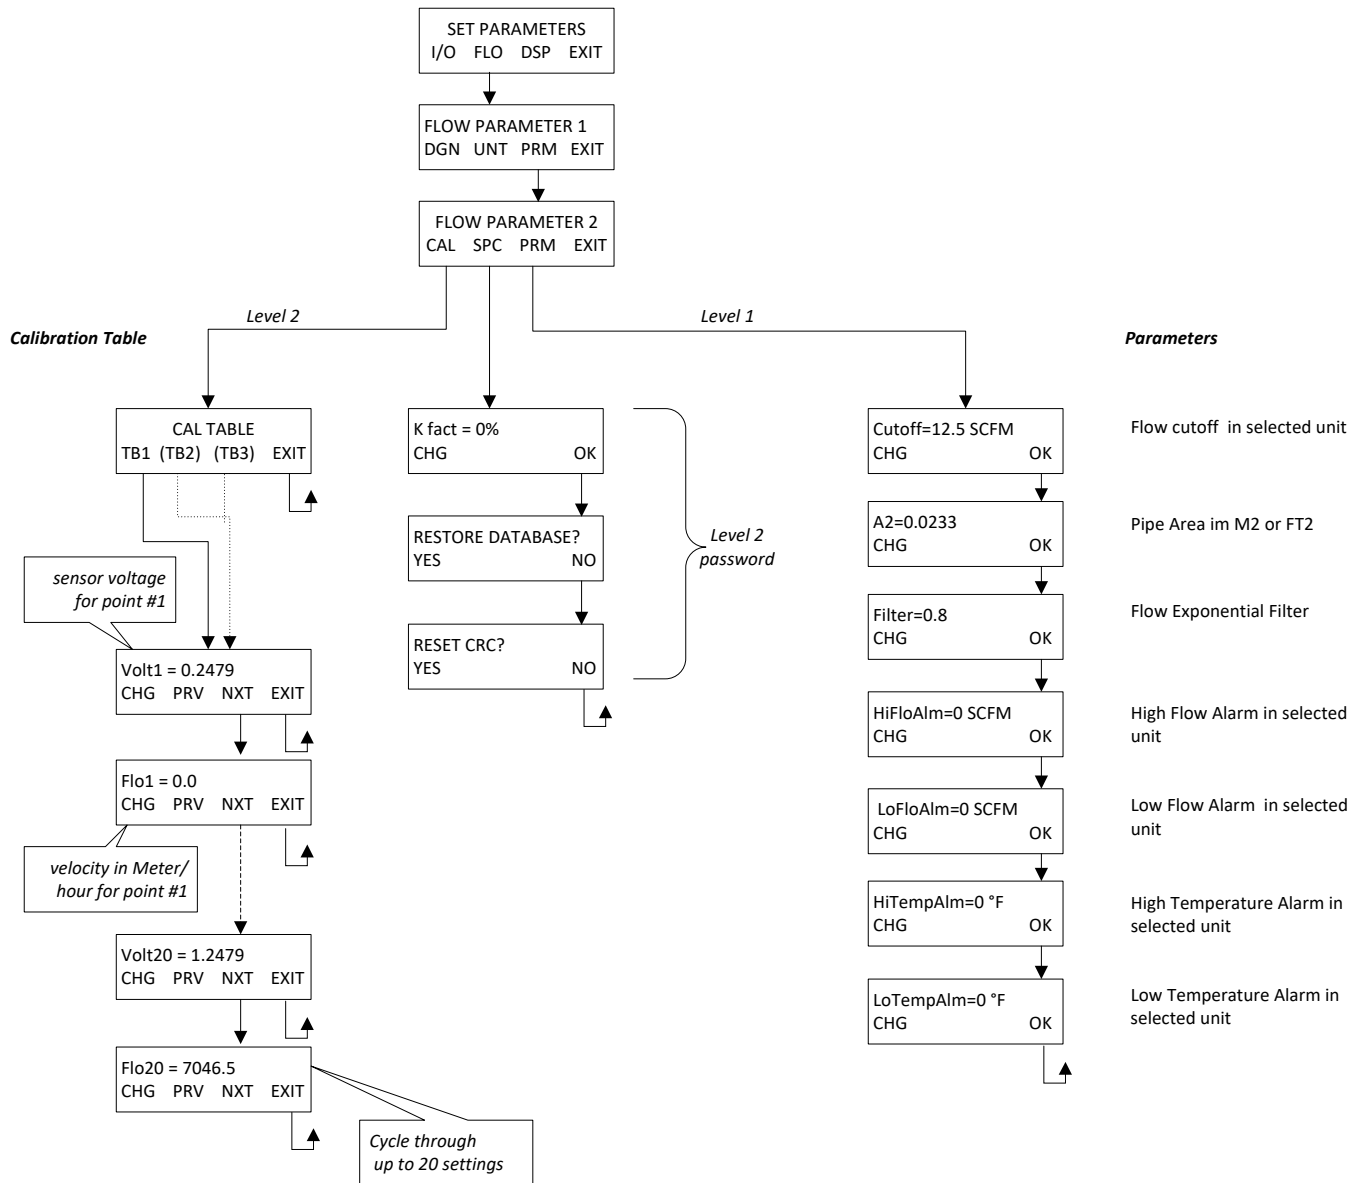 SET PARAMETERS
I/O FLO DSP EXIT
FLOW PARAMETER 1
DGN UNT PRM EXIT
FLOW PARAMETER 2
CAL SPC PRM EXIT
Level 2
Level 1
Calibration Table
Parameters
CAL TABLE
TB1 (TB2) (TB3) EXIT
sensor voltage
for point #1
Volt1 = 0.2479
CHG PRV NXT EXIT
Flo1 = 0.0
CHG PRV NXT EXIT
velocity in Meter/
hour for point #1
Volt20 = 1.2479
CHG PRV NXT EXIT
Flo20 = 7046.5
CHG PRV NXT EXIT
Cycle through
up to 20 settings
K fact = 0%
CHG OK
RESTORE DATABASE?
YES NO
RESET CRC?
YES NO
Level 2
password
Cutoff=12.5 SCFM
CHG OK
Flow cutoff in selected unit
A2=0.0233
CHG OK
Pipe Area im M2 or FT2
Filter=0.8
CHG OK
Flow Exponential Filter
HiFloAlm=0 SCFM
CHG OK
High Flow Alarm in selected
unit
LoFloAlm=0 SCFM
CHG OK
Low Flow Alarm in selected
unit
HiTempAlm=0 °F
CHG OK
High Temperature Alarm in
selected unit
LoTempAlm=0 °F
CHG OK
Low Temperature Alarm in
selected unit